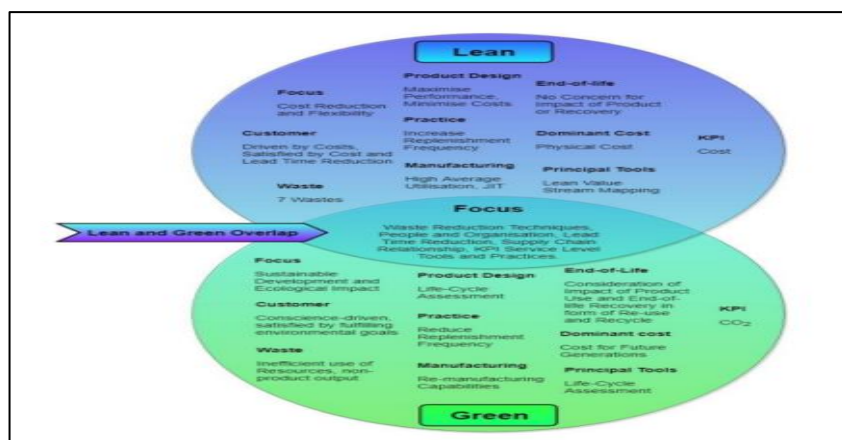 Lean
Product Design
Maximise
Performance,
Minimise Costs
End-of-life
No Concern for
Impact of Product
or Recovery
Focus
Cost Reduction
and Flexibility
Practice
Increase
Replenishment
Frequency
Customer
Driven by Costs,
Satisfied by Cost and
Lead Time Reduction
Dominant Cost
Physical Cost
KPI
Cost
Manufacturing
High Average
Utilisation, JIT
Principal Tools
Lean Value
Stream Mapping
Waste
7 Wastes
Lean and Green Overlap
Focus
Waste Reduction Techniques,
People and Organisation, Lead
Time Reduction, Supply Chain
Relationship, KPI Service Level
Tools and Practices
Focus
Sustainable
Development and
Ecological Impact
Product Design
Life-Cycle
Assessment
End-of-Life
Consideration of
Impact of Product
Use and End-of-
life Recovery in
form of Re-use
and Recycle
Customer
Conscience-driven,
satisfied by fulfilling
environmental goals
Practice
Reduce
Replenishment
Frequency
KPI
CO₂
Dominant cost
Cost for Future
Generations
Waste
Inefficient use of
Resources, non-
product output
Manufacturing
Re-manufacturing
Capabilities
Principal Tools
Life-Cycle
Assessment
Green